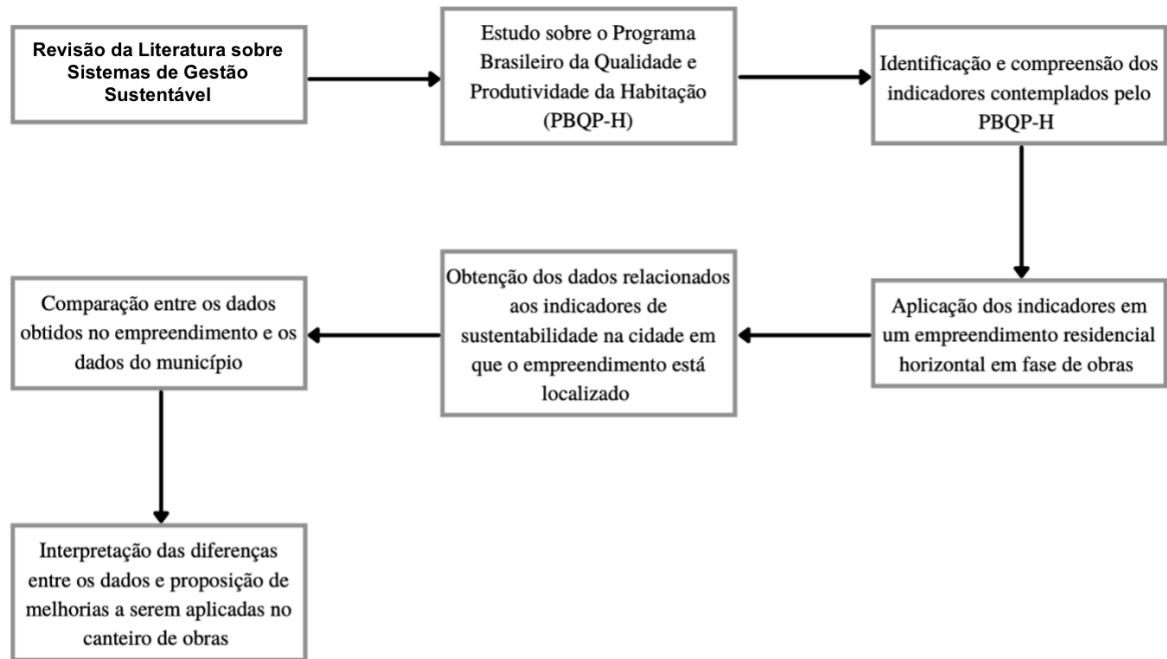 Revisão da Literatura sobre
Sistemas de Gestão
Sustentável
Estudo sobre o Programa
Brasileiro da Qualidade e
Produtividade da Habitação
(PBQP-H)
Identificação e compreensão dos
indicadores contemplados pelo
PBQP-H
Aplicação dos indicadores em
um empreendimento residencial
horizontal em fase de obras
Obtenção dos dados relacionados
aos indicadores de
sustentabilidade na cidade em
que o empreendimento está
localizado
Comparação entre os dados
obtidos no empreendimento e os
dados do município
Interpretação das diferenças
entre os dados e proposição de
melhorias a serem aplicadas no
canteiro de obras